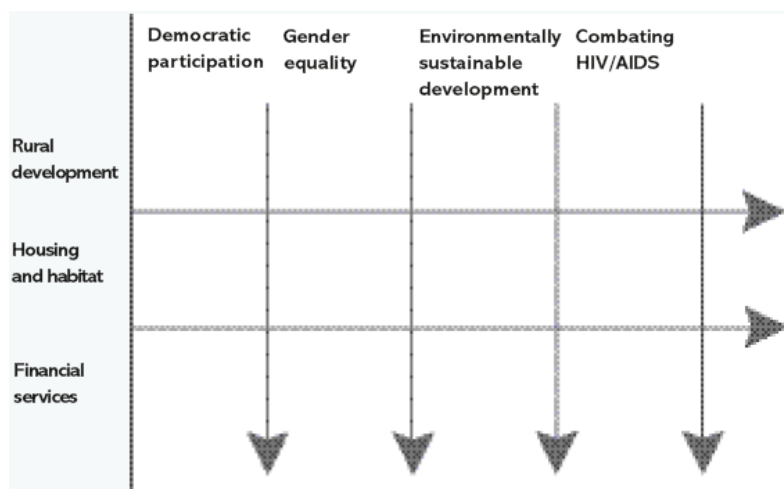 Democratic
participation
Gender
equality
Environmentally
sustainable
development
Combating
HIV/AIDS
Rural
development
Housing
and habitat
Financial
services